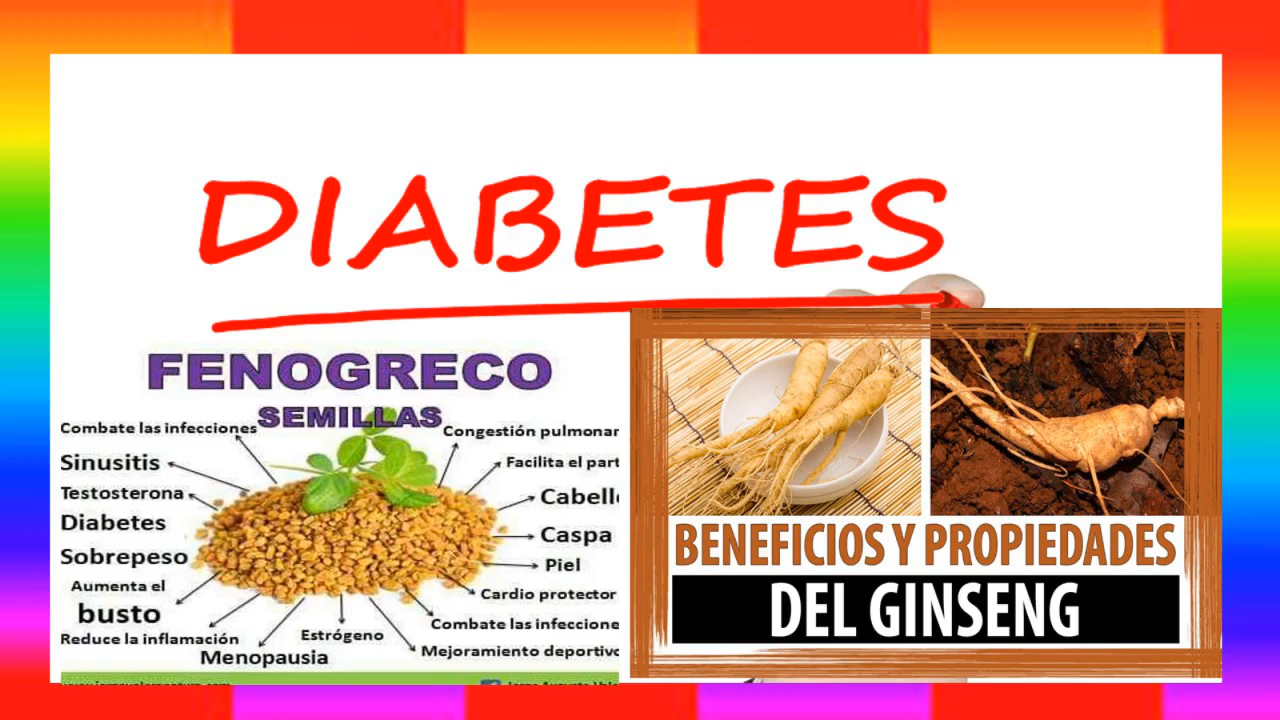 DIABETES
FENOGRECO
SEMILLAS
Combate las infecciones
Sinusitis
Testosterona
Diabetes
Sobrepeso
Aumenta el
busto
Reduce la inflamación
Menopausia
Estrógeno
Congestión pulmonar
Facilita el part
Cabell
Caspa
Piel
Cardio protector
Combate las infeccione
Mejoramiento deportivo
BENEFICIOS Y PROPIEDADES
DEL GINSENG